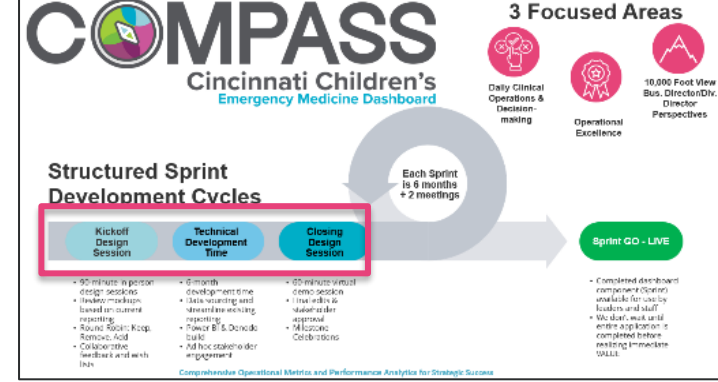 COMPASS
Cincinnati Children's
Emergency Medicine Dashboard
3 Focused Areas
Daily Clinical
Operations &
Decision-
making
Operational
Excellence
10,000 Foot View
Bus. Director/Div.
Director
Perspectives
Structured Sprint
Development Cycles
Each Sprint
is 6 months
+ 2 meetings
Kickoff
Design
Session
Technical
Development
Time
Closing
Design
Session
Sprint GO - LIVE
• 90-minute in person
design sessions
• Review mockups
based on current
reporting
• Round Robin: Keep,
Remove, Add
• Collaborative
feedback and wish
lists
• 6-month
development time
• Data sourcing and
streamline existing
reporting
• Power BI & Denodo
build
• Ad hoc stakeholder
engagement
• 60-minute virtual
demo session
• Final edits &
stakeholder
approval
• Milestone
Celebrations
• Completed dashboard
component (Sprint)
available for use by
leaders and staff
• We don't wait until
entire application is
completed before
realizing immediate
VALUE
Comprehensive Operational Metrics and Performance Analytics for Strategic Success